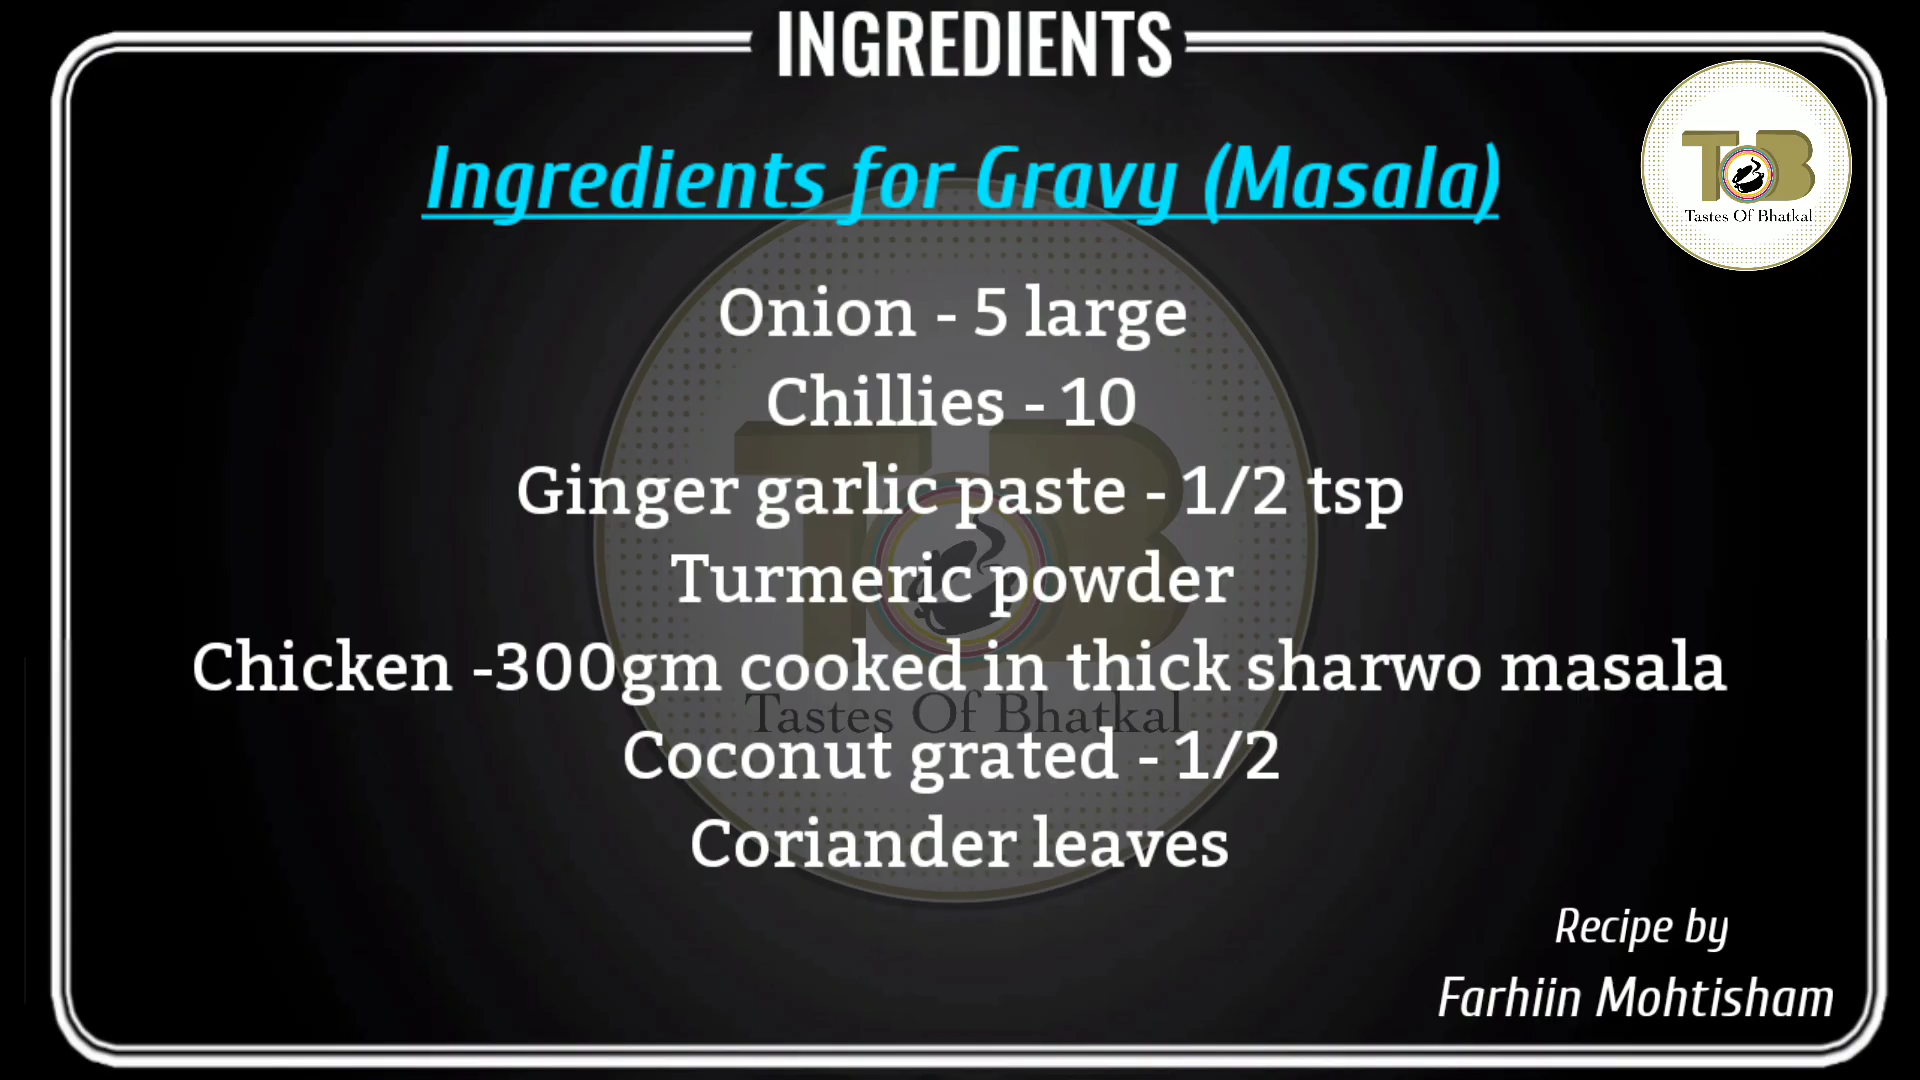 INGREDIENTS
Ingredients for Gravy (Masala)
TOB
Tastes Of Bhatkal
Onion - 5 large
Chillies - 10
Ginger garlic paste - 1/2 tsp
Turmeric powder
Chicken -300gm cooked in thick sharwo masala
Tastes Of Bhatkal
Coconut grated - 1/2
Coriander leaves
Recipe by
Farhiin Mohtisham